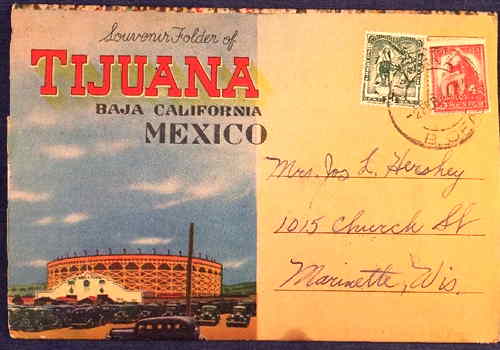 Souvenir Folder of
TIJUANA
BAJA CALIFORNIA
MEXICO
Mrs. Jos L. Hershey
1015 Church St
Marinette, Wis.